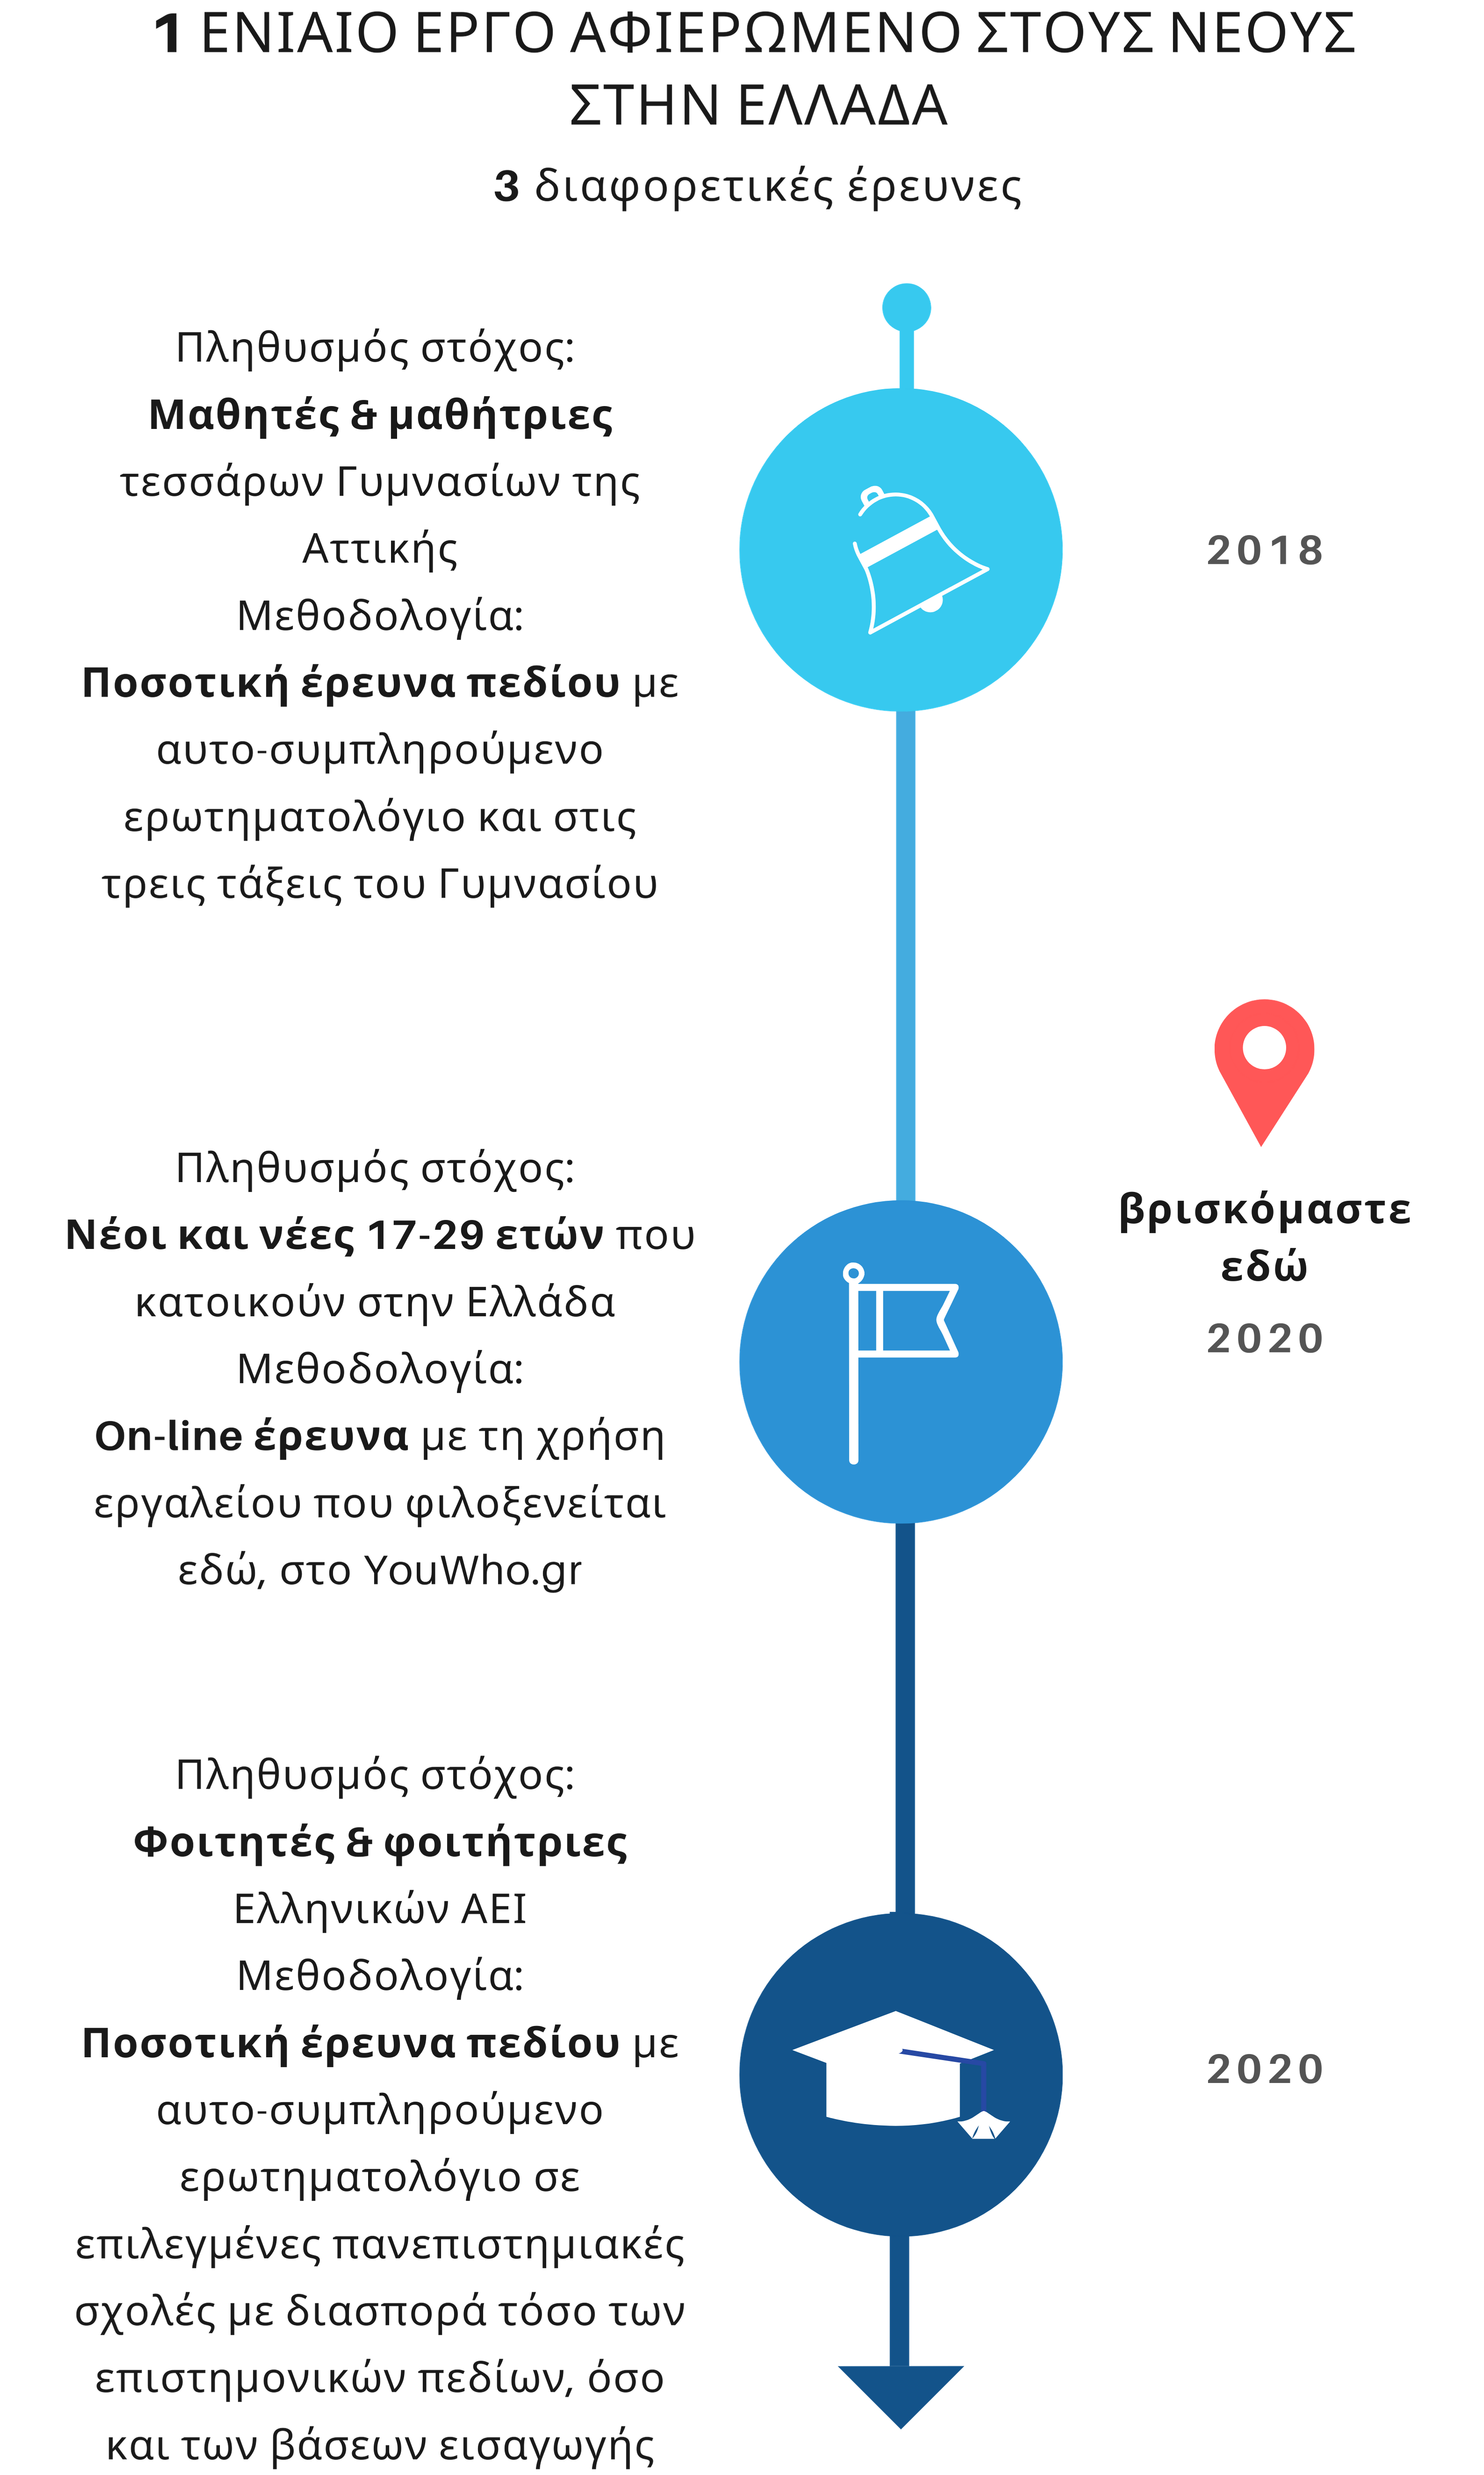 1 ΕΝΙΑΙΟ ΕΡΓΟ ΑΦΙΕΡΩΜΕΝΟ ΣΤΟΥΣ ΝΕΟΥΣ
ΣΤΗΝ ΕΛΛΑΔΑ
3 διαφορετικές έρευνες
Πληθυσμός στόχος:
Μαθητές & μαθήτριες
τεσσάρων Γυμνασίων της
Αττικής
Μεθοδολογία:
Ποσοτική έρευνα πεδίου με
αυτο-συμπληρούμενο
ερωτηματολόγιο και στις
τρεις τάξεις του Γυμνασίου
2018
Πληθυσμός στόχος:
Νέοι και νέες 17-29 ετών που
κατοικούν στην Ελλάδα
Μεθοδολογία:
On-line έρευνα με τη χρήση
εργαλείου που φιλοξενείται
εδώ, στο YouWho.gr
βρισκόμαστε
εδώ
2020
Πληθυσμός στόχος:
Φοιτητές & φοιτήτριες
Ελληνικών ΑΕΙ
Μεθοδολογία:
Ποσοτική έρευνα πεδίου με
αυτο-συμπληρούμενο
ερωτηματολόγιο σε
επιλεγμένες πανεπιστημιακές
σχολές με διασπορά τόσο των
επιστημονικών πεδίων, όσο
και των βάσεων εισαγωγής
2020